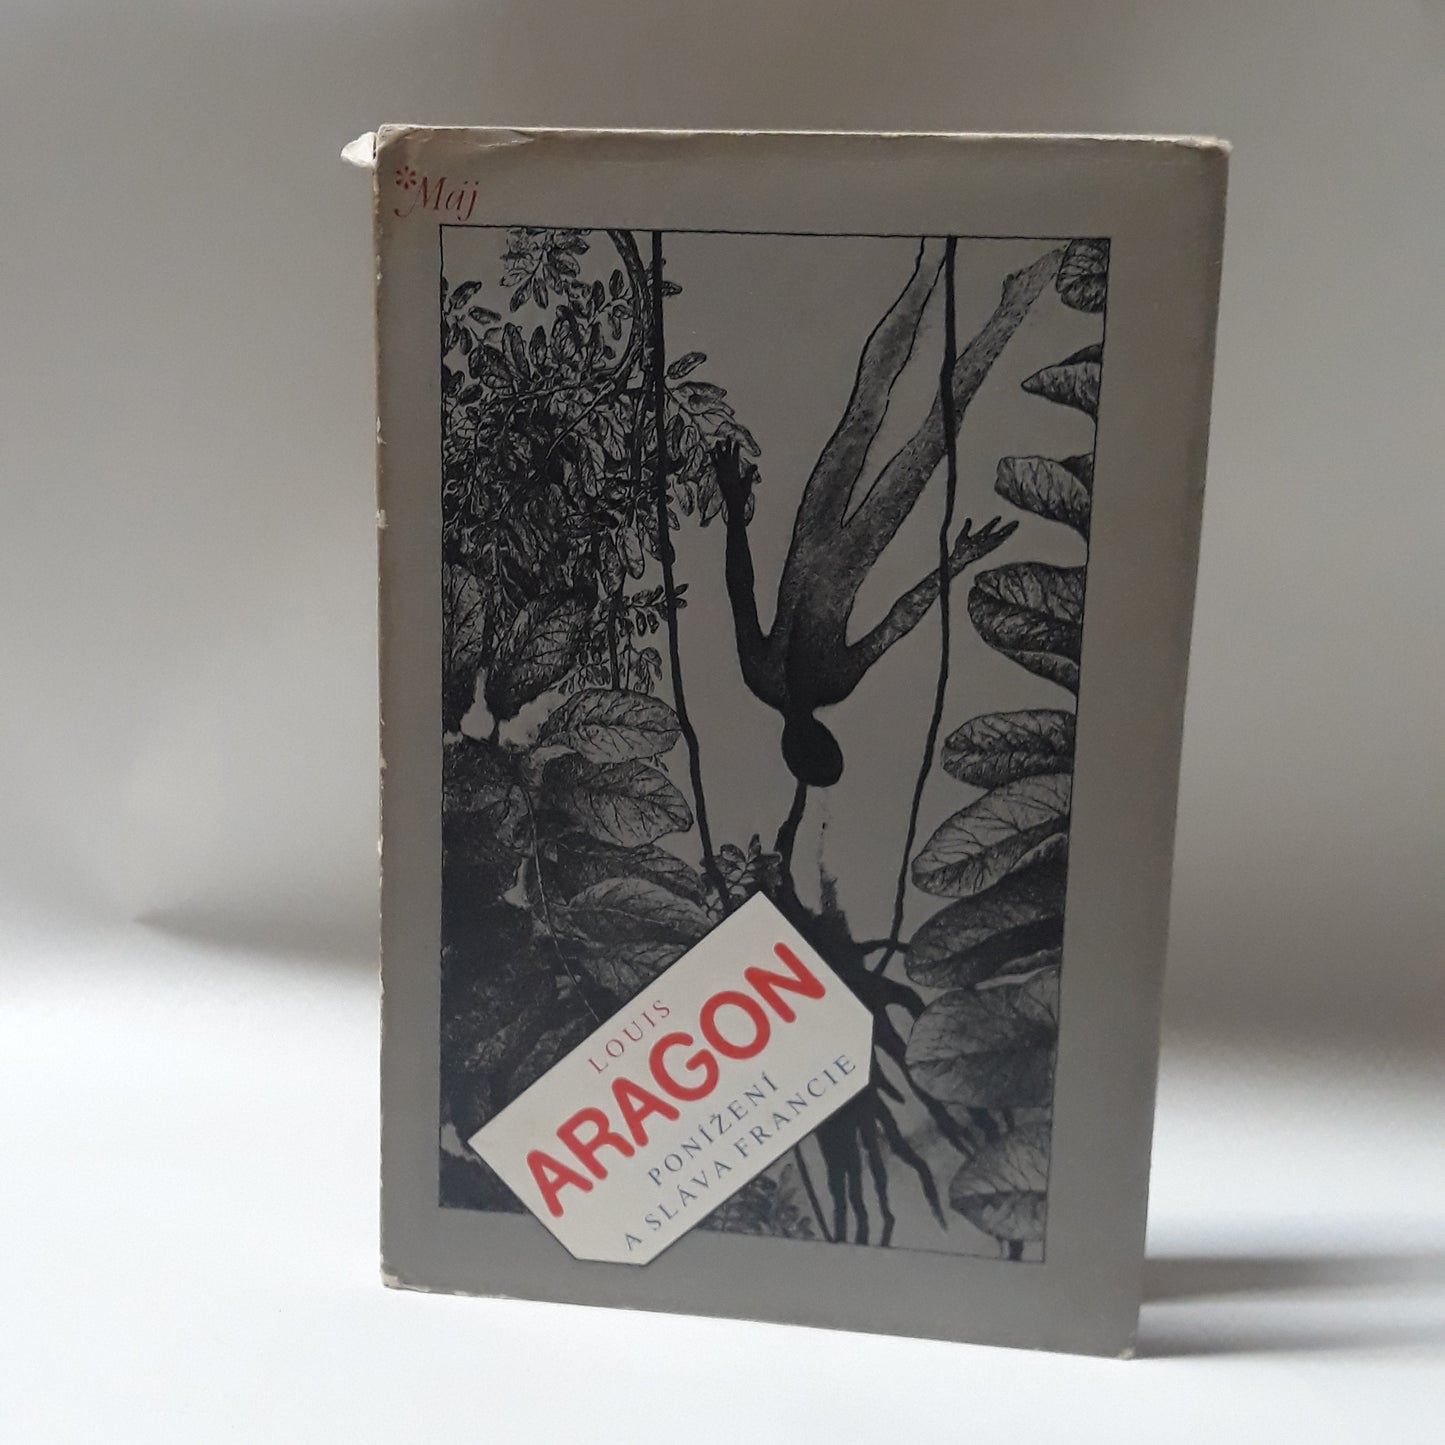 *Máj
LOUIS
ARAGON
PONÍŽENÍ
A SLÁVA FRANCIE